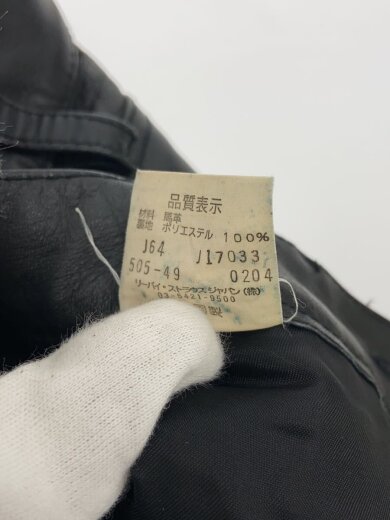 品質表示
材料 馬革
裏地 ポリエステル 100%
J64 J17033
505-49 0204
リーバイ・ストラウス ジャパン(株)
03-5421-9500
製